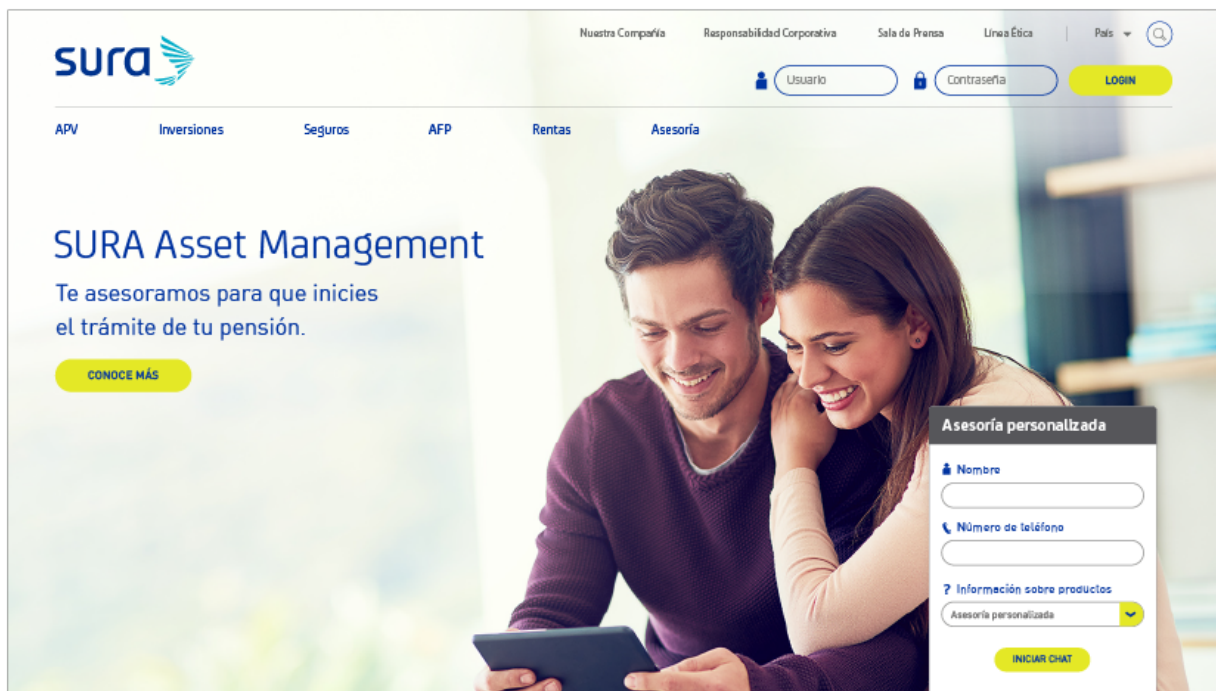 sura
Nuestra Compañía Responsabilidad Corporativa Sala de Prensa Línea Ética País
Usuario Contraseña LOGIN
APV Inversiones Seguros AFP Rentas Asesoría
SURA Asset Management
Te asesoramos para que inicies
el trámite de tu pensión.
CONOCE MÁS
Asesoría personalizada
Nombre
Número de teléfono
? Información sobre productos
Asesoría personalizada
INICIAR CHAT